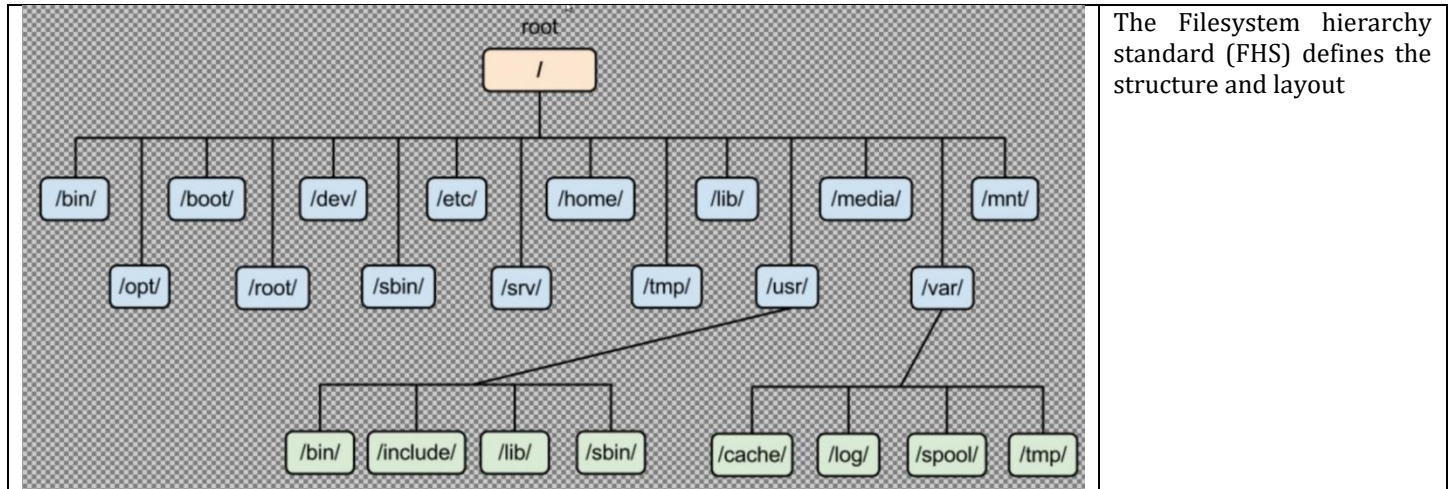 root
/
/bin/ /boot/ /dev/ /etc/ /home/ /lib/ /media/ /mnt/
/opt/ /root/ /sbin/ /srv/ /tmp/ /usr/ /var/
/bin/ /include/ /lib/ /sbin/ /cache/ /log/ /spool/ /tmp/
The Filesystem hierarchy
standard (FHS) defines the
structure and layout